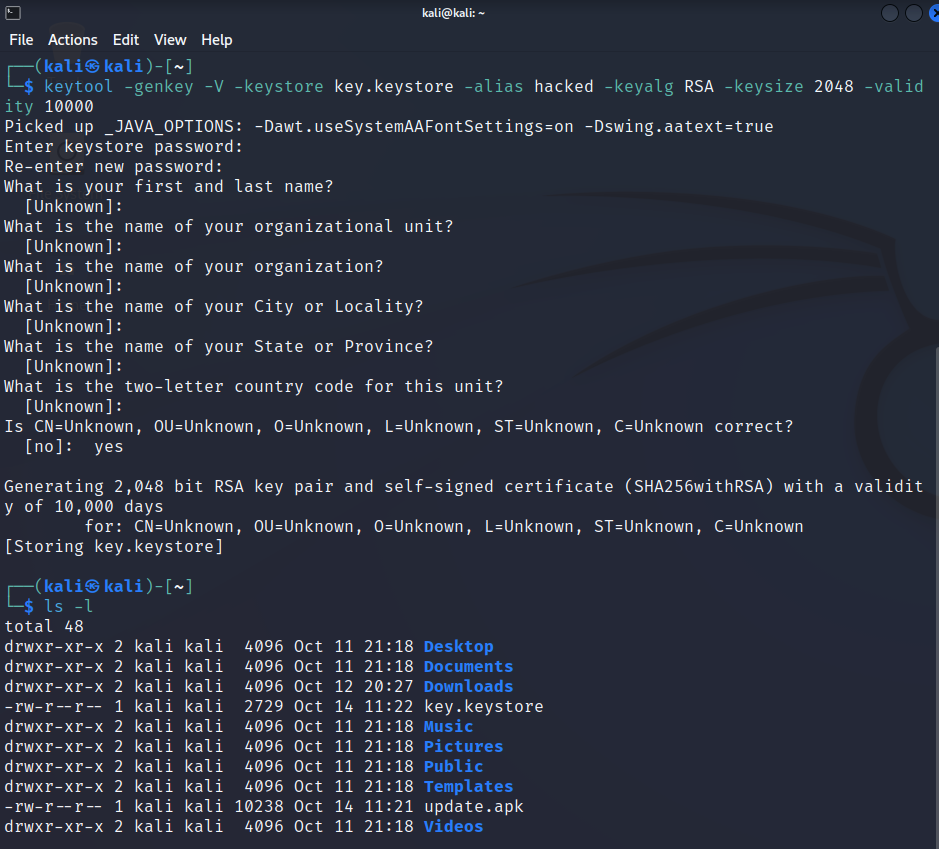 kali@kali: ~
File Actions Edit View Help
┌──(kali㉿kali)-[~]
└─$ keytool -genkey -V -keystore key.keystore -alias hacked -keyalg RSA -keysize 2048 -valid
ity 10000
Picked up _JAVA_OPTIONS: -Dawt.useSystemAAFontSettings=on -Dswing.aatext=true
Enter keystore password:
Re-enter new password:
What is your first and last name?
  [Unknown]:
What is the name of your organizational unit?
  [Unknown]:
What is the name of your organization?
  [Unknown]:
What is the name of your City or Locality?
  [Unknown]:
What is the name of your State or Province?
  [Unknown]:
What is the two-letter country code for this unit?
  [Unknown]:
Is CN=Unknown, OU=Unknown, O=Unknown, L=Unknown, ST=Unknown, C=Unknown correct?
  [no]:  yes

Generating 2,048 bit RSA key pair and self-signed certificate (SHA256withRSA) with a validit
y of 10,000 days
        for: CN=Unknown, OU=Unknown, O=Unknown, L=Unknown, ST=Unknown, C=Unknown
[Storing key.keystore]

┌──(kali㉿kali)-[~]
└─$ ls -l
total 48
drwxr-xr-x 2 kali kali  4096 Oct 11 21:18 Desktop
drwxr-xr-x 2 kali kali  4096 Oct 11 21:18 Documents
drwxr-xr-x 2 kali kali  4096 Oct 12 20:27 Downloads
-rw-r--r-- 1 kali kali  2729 Oct 14 11:22 key.keystore
drwxr-xr-x 2 kali kali  4096 Oct 11 21:18 Music
drwxr-xr-x 2 kali kali  4096 Oct 11 21:18 Pictures
drwxr-xr-x 2 kali kali  4096 Oct 11 21:18 Public
drwxr-xr-x 2 kali kali  4096 Oct 11 21:18 Templates
-rw-r--r-- 1 kali kali 10238 Oct 14 11:21 update.apk
drwxr-xr-x 2 kali kali  4096 Oct 11 21:18 Videos